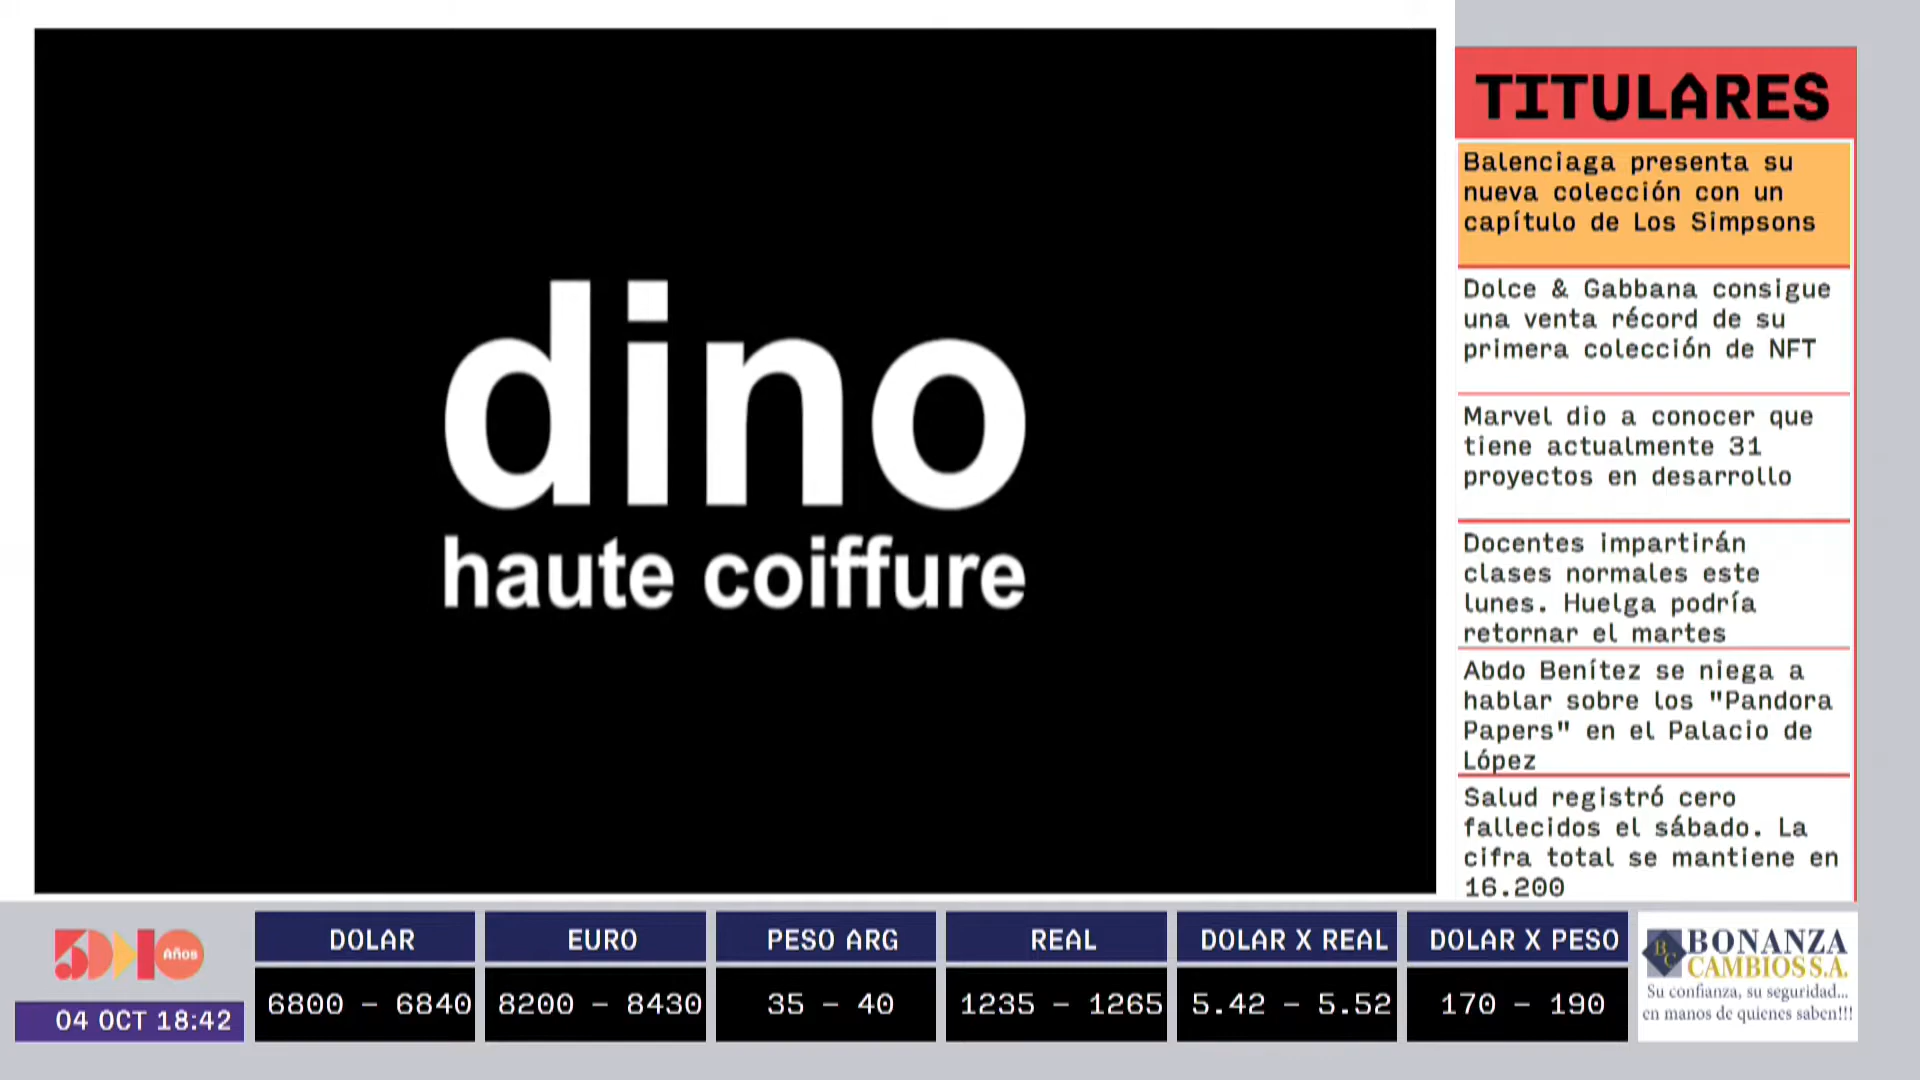 dino
haute coiffure
TITULARES
Balenciaga presenta su
nueva colección con un
capítulo de Los Simpsons
Dolce & Gabbana consigue
una venta récord de su
primera colección de NFT
Marvel dio a conocer que
tiene actualmente 31
proyectos en desarrollo
Docentes impartirán
clases normales este
lunes. Huelga podría
retornar el martes
Abdo Benítez se niega a
hablar sobre los "Pandora
Papers" en el Palacio de
López
Salud registró cero
fallecidos el sábado. La
cifra total se mantiene en
16.200
Años
04 OCT 18:42
DOLAR
6800 - 6840
EURO
8200 - 8430
PESO ARG
35 - 40
REAL
1235 - 1265
DOLAR X REAL
5.42 - 5.52
DOLAR X PESO
170 - 190
BC
BONANZA
CAMBIOS S.A.
Su confianza, su seguridad...
en manos de quienes saben!!!